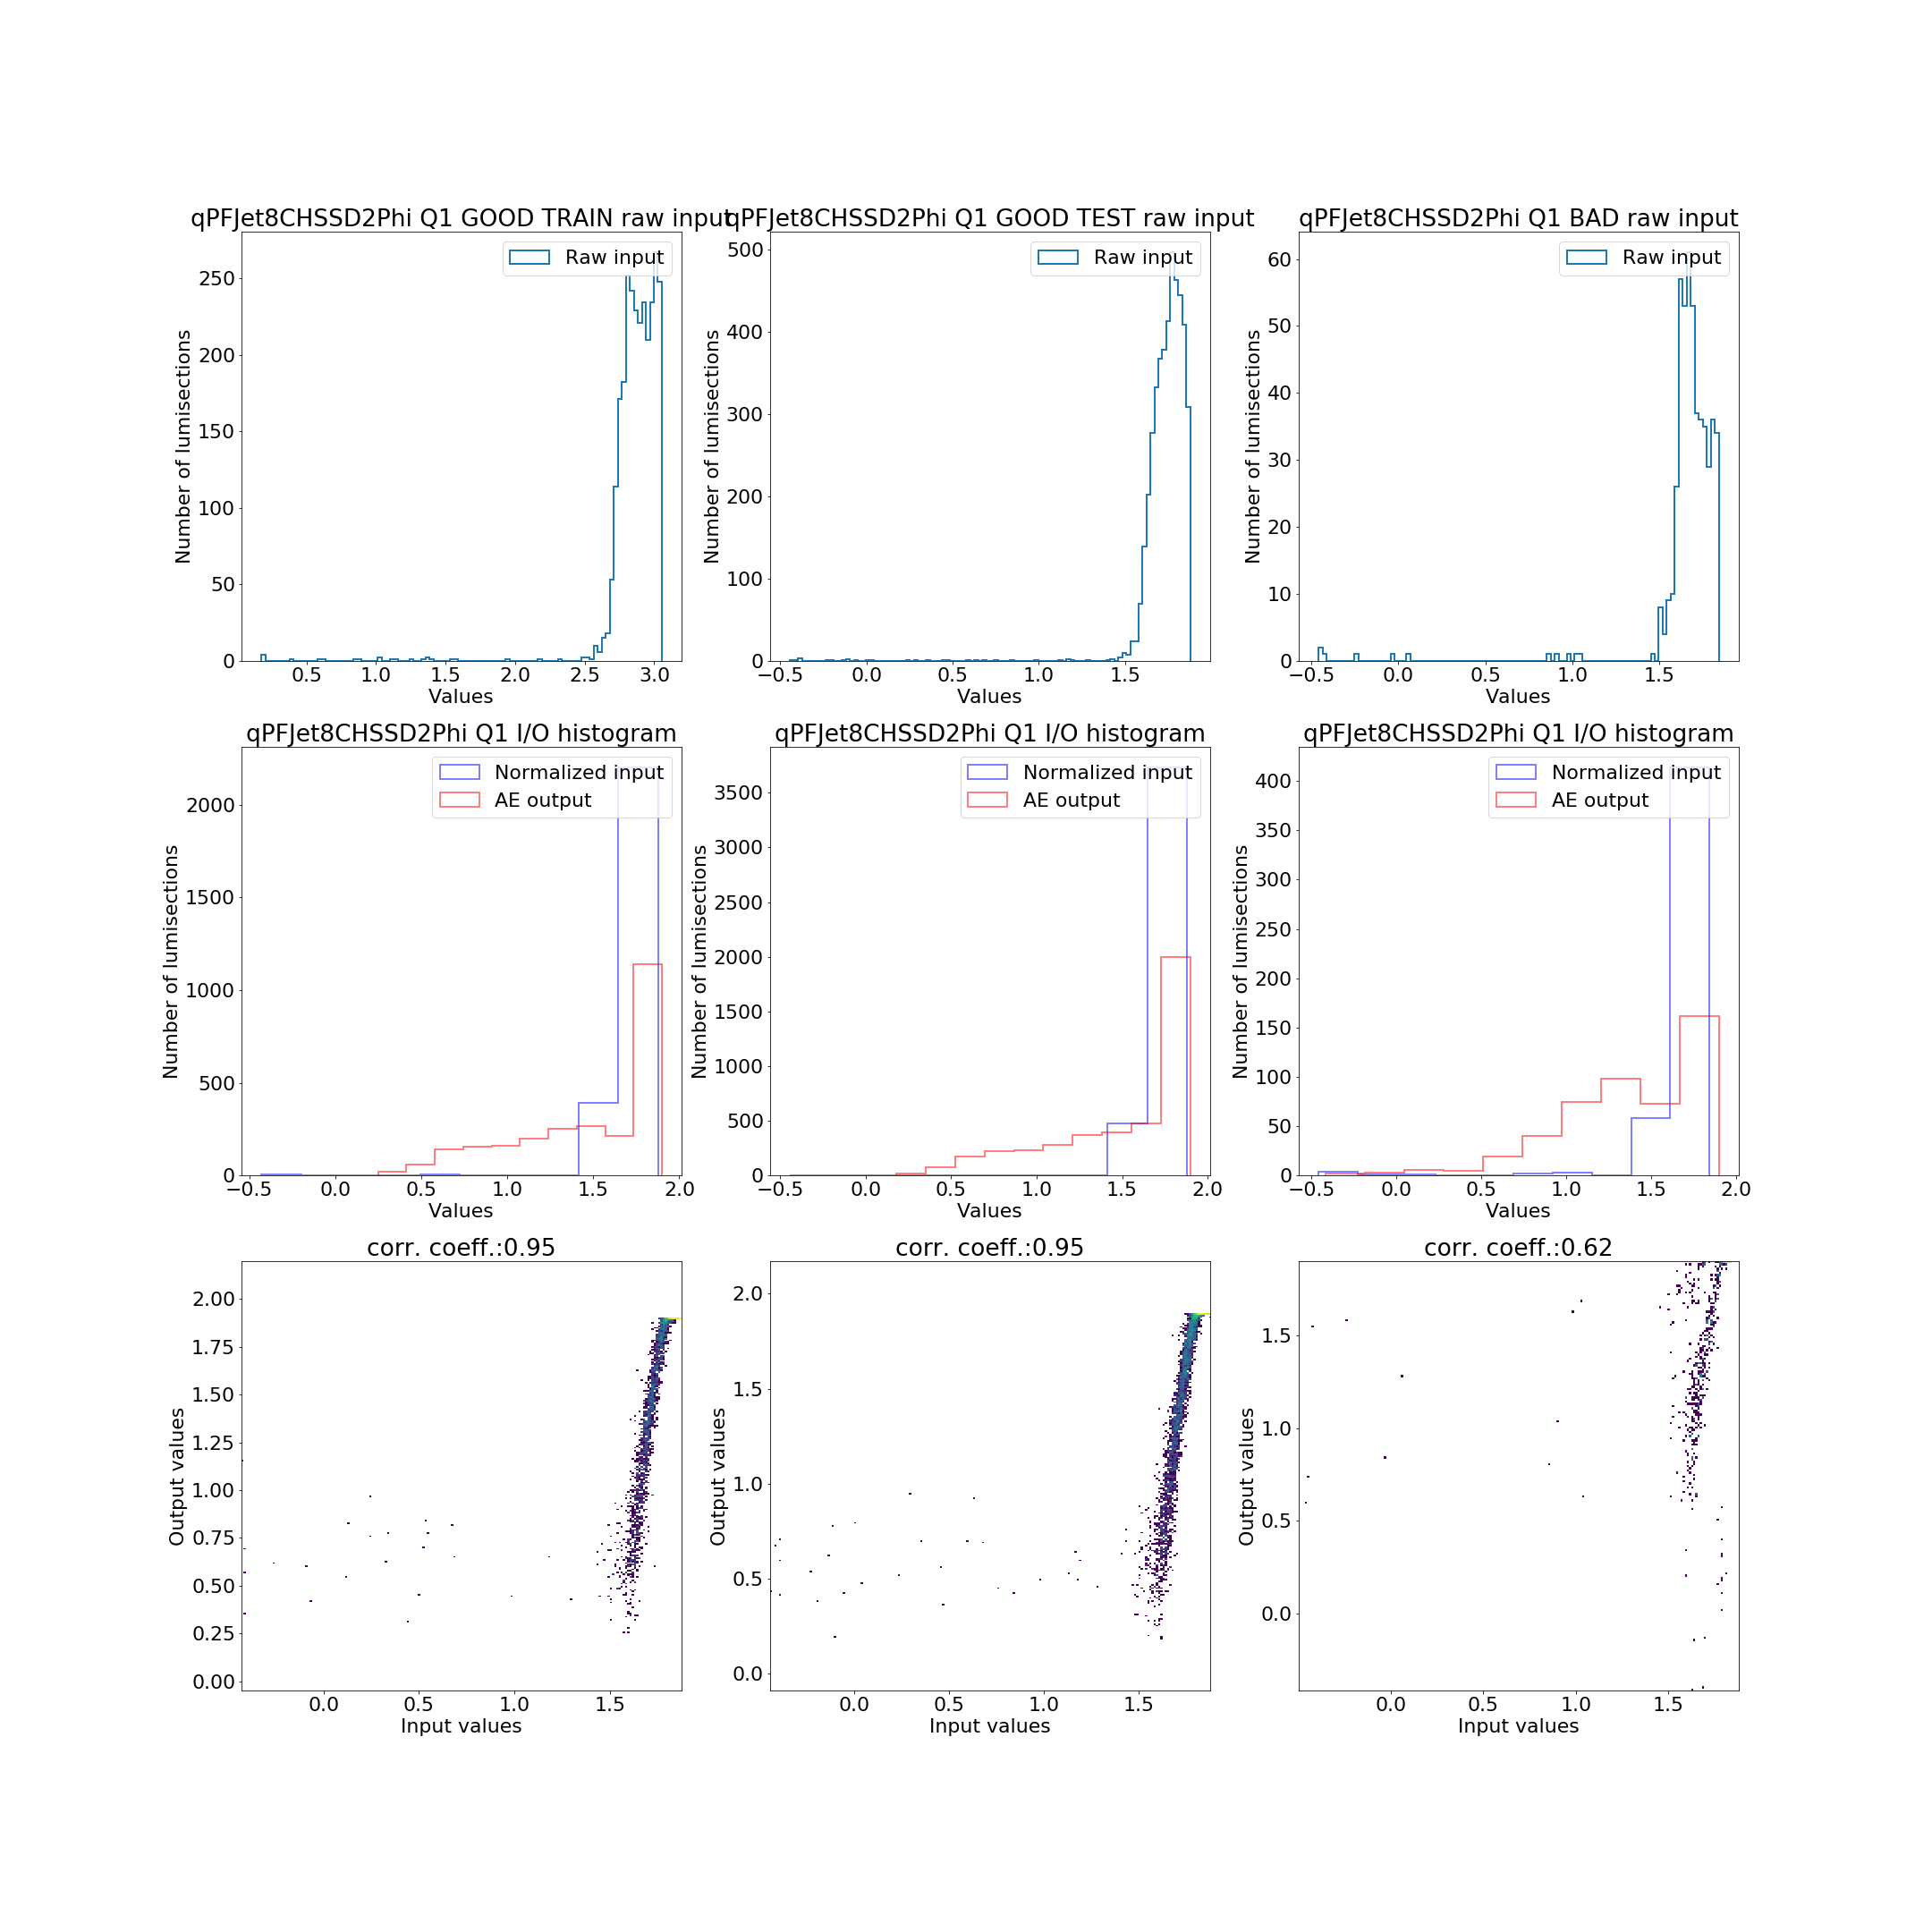 qPFJet8CHSSD2Phi Q1 GOOD TRAIN raw input
qPFJet8CHSSD2Phi Q1 GOOD TEST raw input
qPFJet8CHSSD2Phi Q1 BAD raw input
Raw input
Raw input
Raw input
Number of lumisections
250
200
150
100
50
0
0.5 1.0 1.5 2.0 2.5 3.0
Values
Number of lumisections
500
400
300
200
100
0
−0.5 0.0 0.5 1.0 1.5
Values
Number of lumisections
60
50
40
30
20
10
0
−0.5 0.0 0.5 1.0 1.5
Values
qPFJet8CHSSD2Phi Q1 I/O histogram
qPFJet8CHSSD2Phi Q1 I/O histogram
qPFJet8CHSSD2Phi Q1 I/O histogram
Normalized input
AE output
Normalized input
AE output
Normalized input
AE output
Number of lumisections
2000
1500
1000
500
0
−0.5 0.0 0.5 1.0 1.5 2.0
Values
Number of lumisections
3500
3000
2500
2000
1500
1000
500
0
−0.5 0.0 0.5 1.0 1.5 2.0
Values
Number of lumisections
400
350
300
250
200
150
100
50
0
−0.5 0.0 0.5 1.0 1.5 2.0
Values
corr. coeff.:0.95
corr. coeff.:0.95
corr. coeff.:0.62
Output values
2.00
1.75
1.50
1.25
1.00
0.75
0.50
0.25
0.00
0.0 0.5 1.0 1.5
Input values
Output values
2.0
1.5
1.0
0.5
0.0
0.0 0.5 1.0 1.5
Input values
Output values
1.5
1.0
0.5
0.0
0.0 0.5 1.0 1.5
Input values